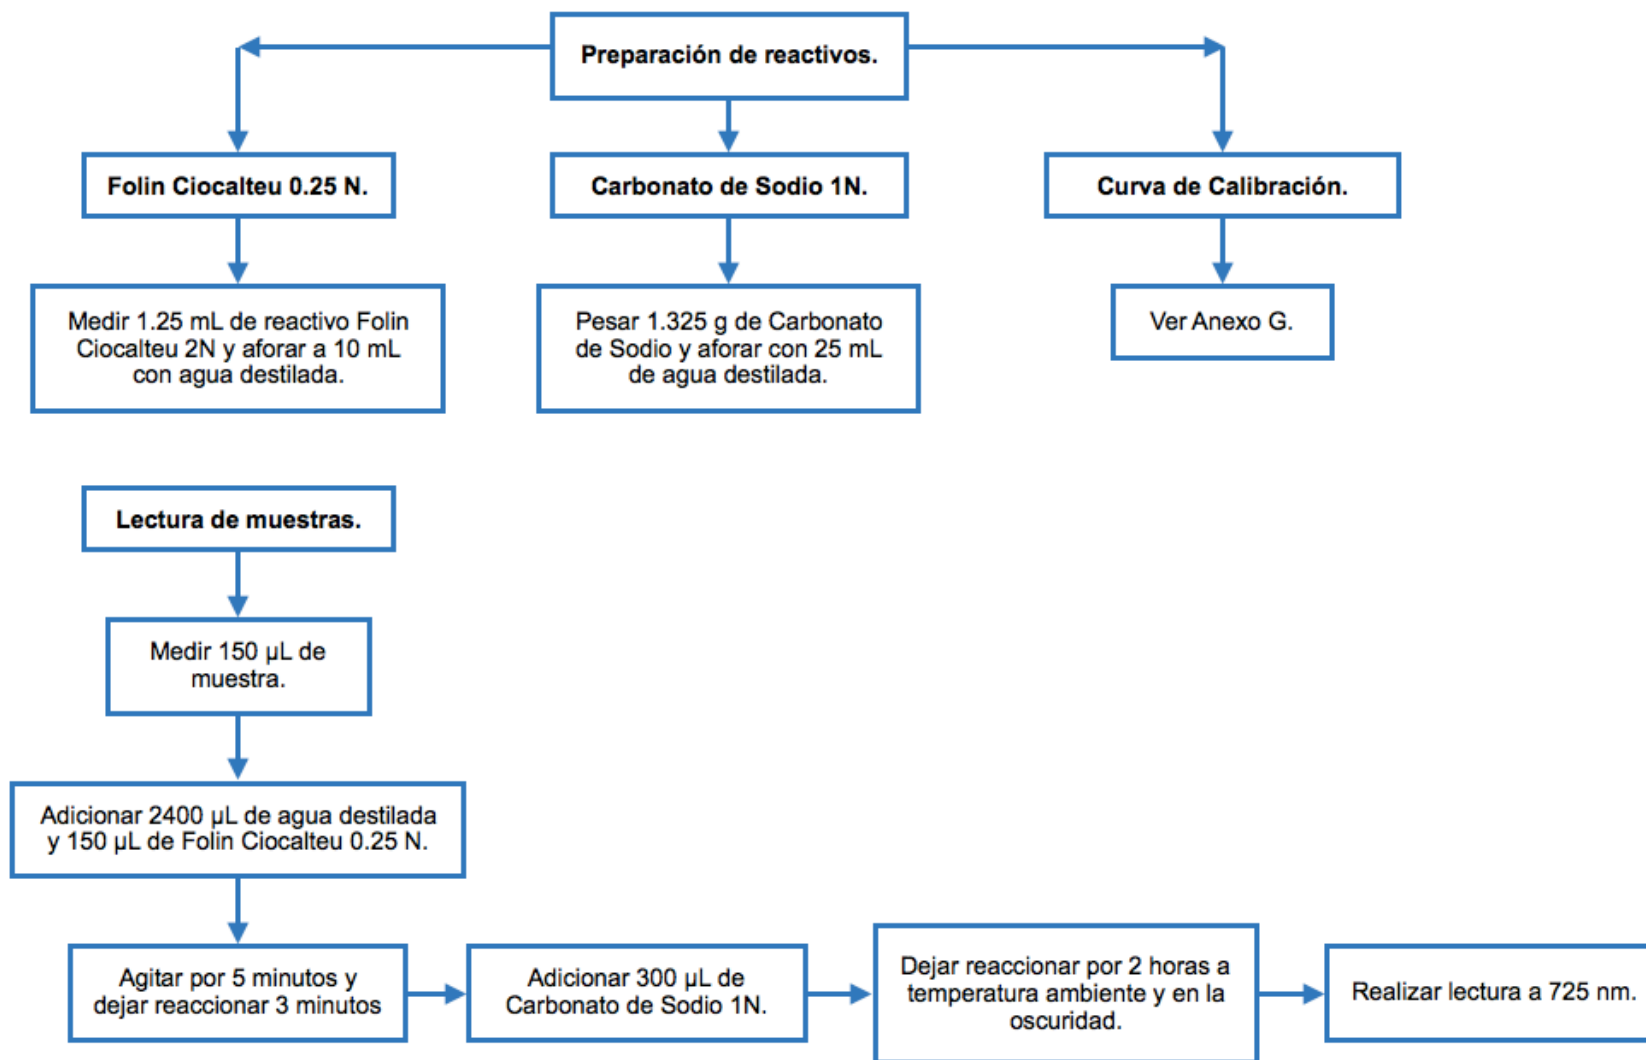 Preparación de reactivos.
Folin Ciocalteu 0.25 N.
Carbonato de Sodio 1N.
Curva de Calibración.
Medir 1.25 mL de reactivo Folin
Ciocalteu 2N y aforar a 10 mL
con agua destilada.
Pesar 1.325 g de Carbonato
de Sodio y aforar con 25 mL
de agua destilada.
Ver Anexo G.
Lectura de muestras.
Medir 150 µL de
muestra.
Adicionar 2400 µL de agua destilada
y 150 µL de Folin Ciocalteu 0.25 N.
Agitar por 5 minutos y
dejar reaccionar 3 minutos
Adicionar 300 µL de
Carbonato de Sodio 1N.
Dejar reaccionar por 2 horas a
temperatura ambiente y en la
oscuridad.
Realizar lectura a 725 nm.